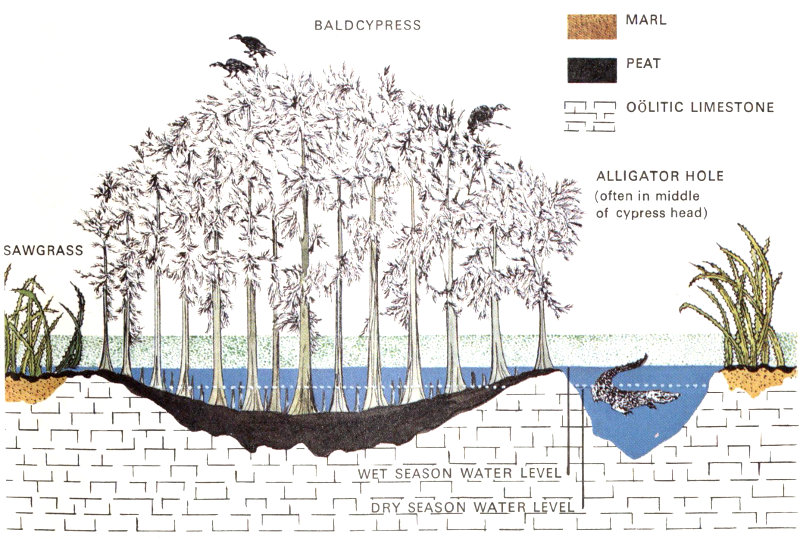 BALDCYPRESS
MARL
PEAT
OÖLITIC LIMESTONE
ALLIGATOR HOLE
(often in middle
of cypress head)
SAWGRASS
WET SEASON WATER LEVEL
DRY SEASON WATER LEVEL